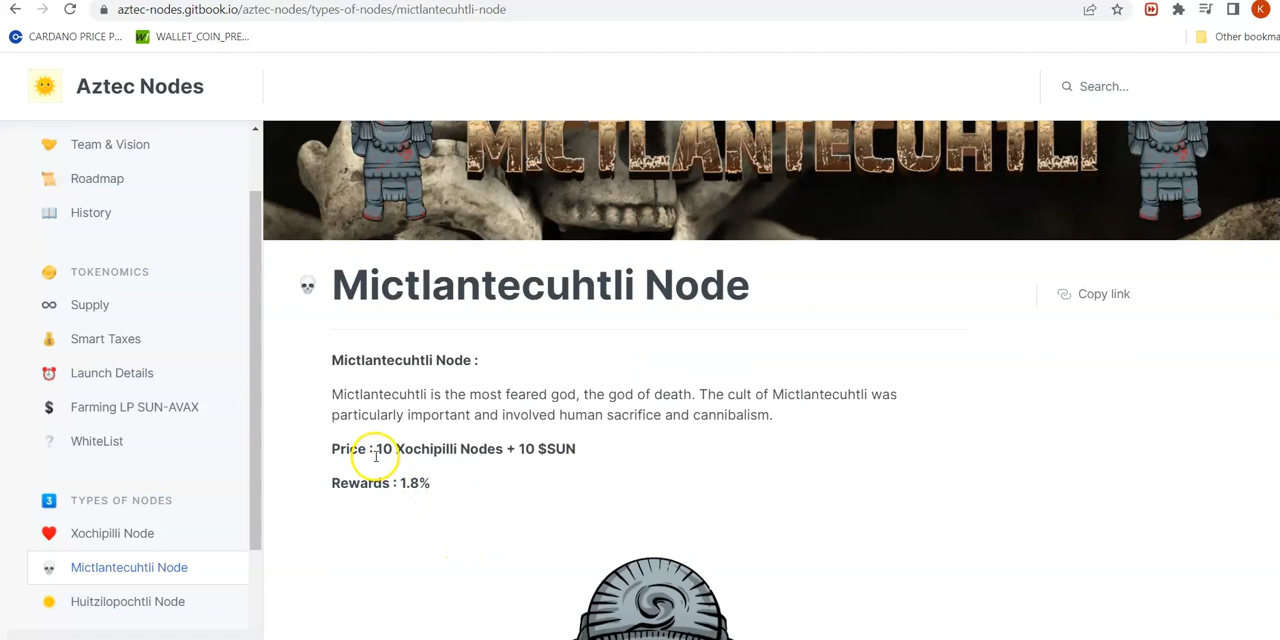 aztec-nodes.gitbook.io/aztec-nodes/types-of-nodes/mictlantecuhtli-node
K
CARDANO PRICE P...
WALLET_COIN_PRE...
Other bookma
Aztec Nodes
Search...
Team & Vision
Roadmap
History
TOKENOMICS
Supply
Smart Taxes
Launch Details
Farming LP SUN-AVAX
WhiteList
3 TYPES OF NODES
Xochipilli Node
Mictlantecuhtli Node
Huitzilopochtli Node
MICTLANTECUHTLI
Mictlantecuhtli Node
Copy link
Mictlantecuhtli Node :
Mictlantecuhtli is the most feared god, the god of death. The cult of Mictlantecuhtli was
particularly important and involved human sacrifice and cannibalism.
Price : 10 Xochipilli Nodes + 10 $SUN
Rewards : 1.8%